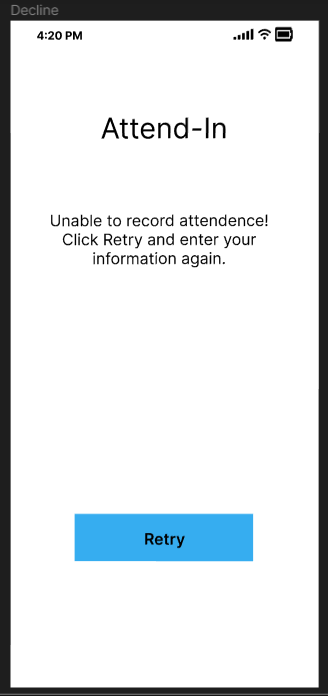 Decline
4:20 PM
Attend-In
Unable to record attendence!
Click Retry and enter your
information again.
Retry